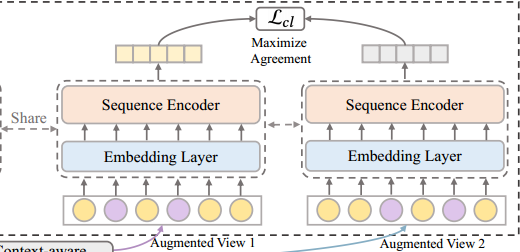 𝓛cl
Maximize
Agreement
Sequence Encoder
Sequence Encoder
Share
Embedding Layer
Embedding Layer
Context-aware
Augmented View 1
Augmented View 2